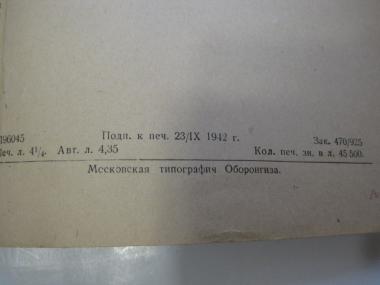 196045 Подп. к печ. 23/IX 1942 г. Зак. 470/925
Печ. л. 4¼. Авт. л. 4,35 Кол. печ. зн. в л. 45 500.
Московская типография Оборонгиза.